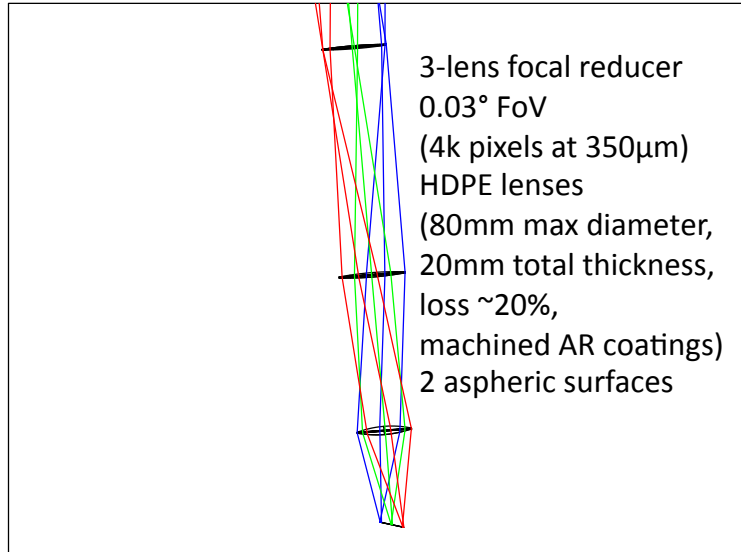 3-lens focal reducer
0.03° FoV
(4k pixels at 350μm)
HDPE lenses
(80mm max diameter,
20mm total thickness,
loss ~20%,
machined AR coatings)
2 aspheric surfaces